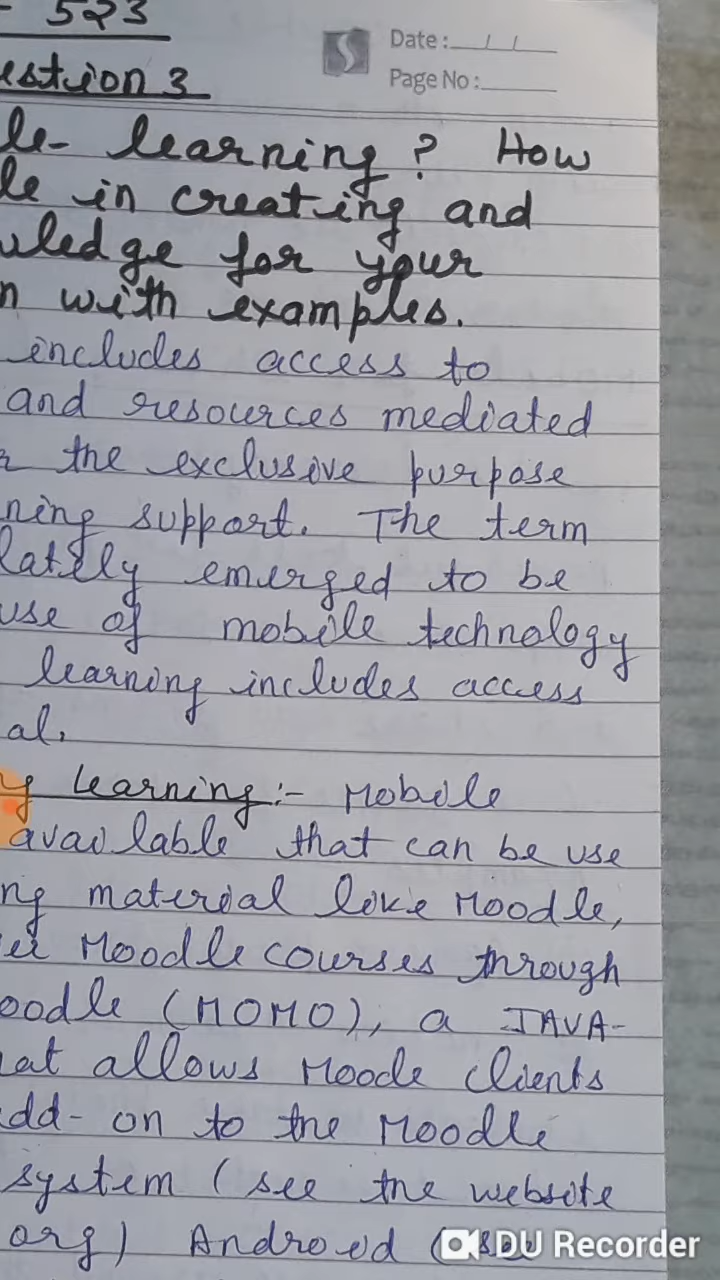 - 523
Date: / /
estion 3
Page No:
le- learning? How
le in creating and
wledge for your
n with examples.
includes access to
and resources mediated
r the exclusive purpose
ning support. The term
lately emerged to be
use of mobile technology
learning includes access
al.
g learning:- Mobile
available that can be use
ng material like Moodle,
Moodle courses through
oodle (MOMO), a JAVA-
at allows Moode clients
dd-on to the Moodle
system (see the website
org) Android (see
DU Recorder